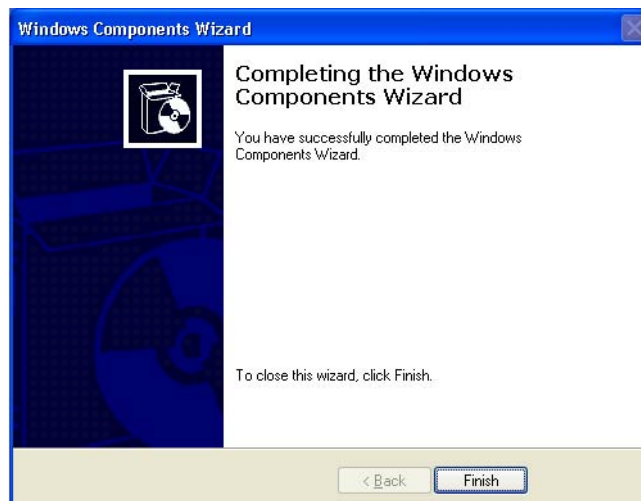 Windows Components Wizard
Completing the Windows
Components Wizard
You have successfully completed the Windows
Components Wizard.
To close this wizard, click Finish.
< Back
Finish